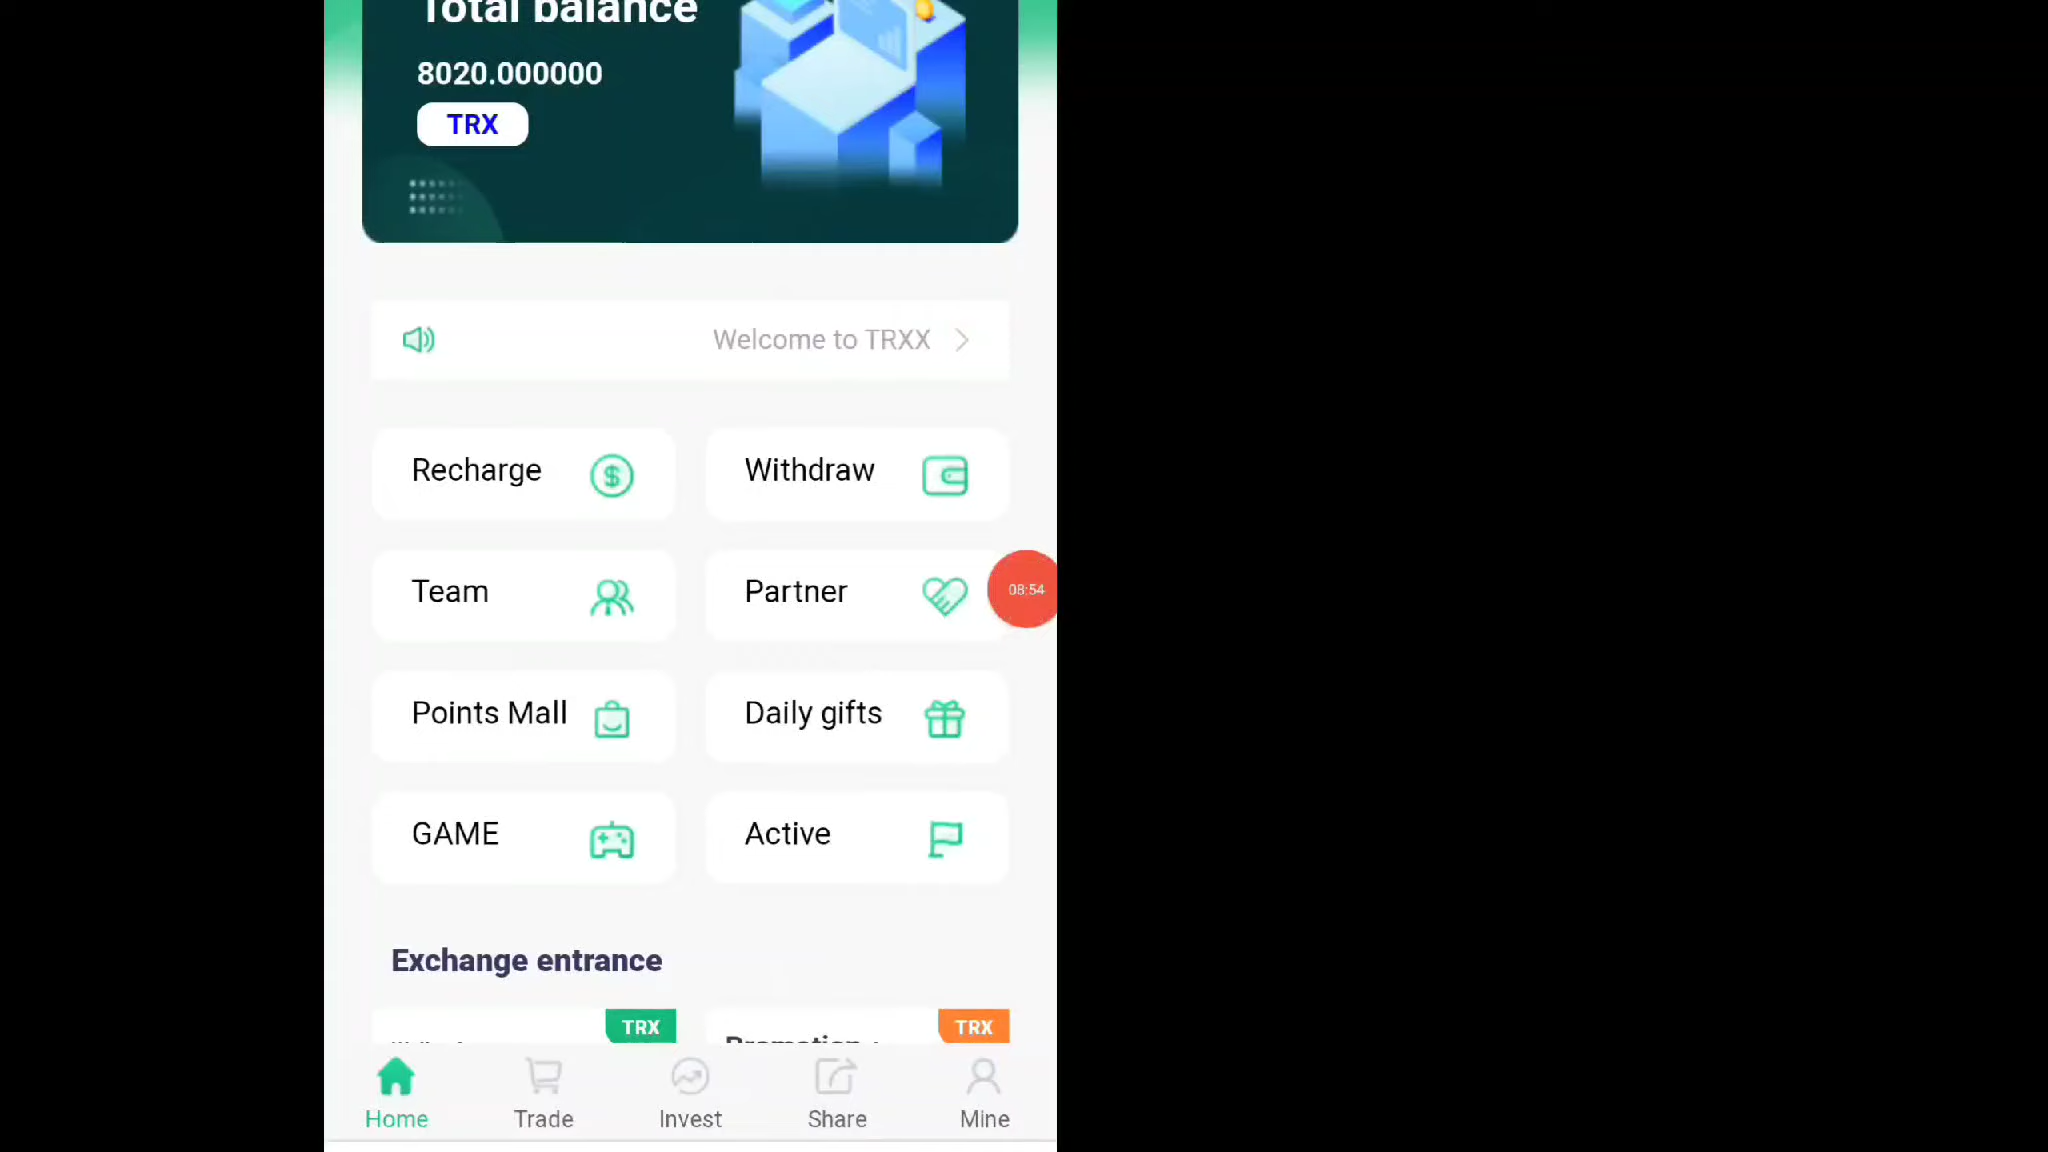 Total balance
8020.000000
TRX
Welcome to TRXX
Recharge
Withdraw
Team
Partner
08:54
Points Mall
Daily gifts
GAME
Active
Exchange entrance
TRX
TRX
Promotion
Home
Trade
Invest
Share
Mine